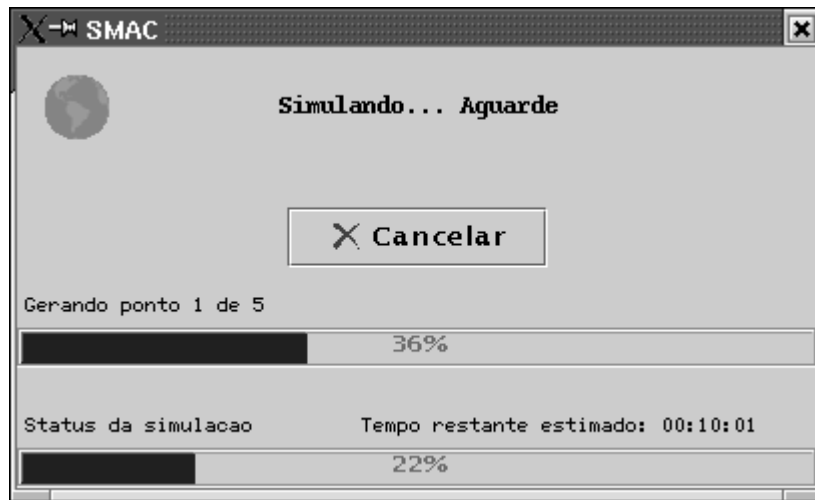 SMAC
Simulando... Aguarde
Cancelar
Gerando ponto 1 de 5
36%
Status da simulacao Tempo restante estimado: 00:10:01
22%